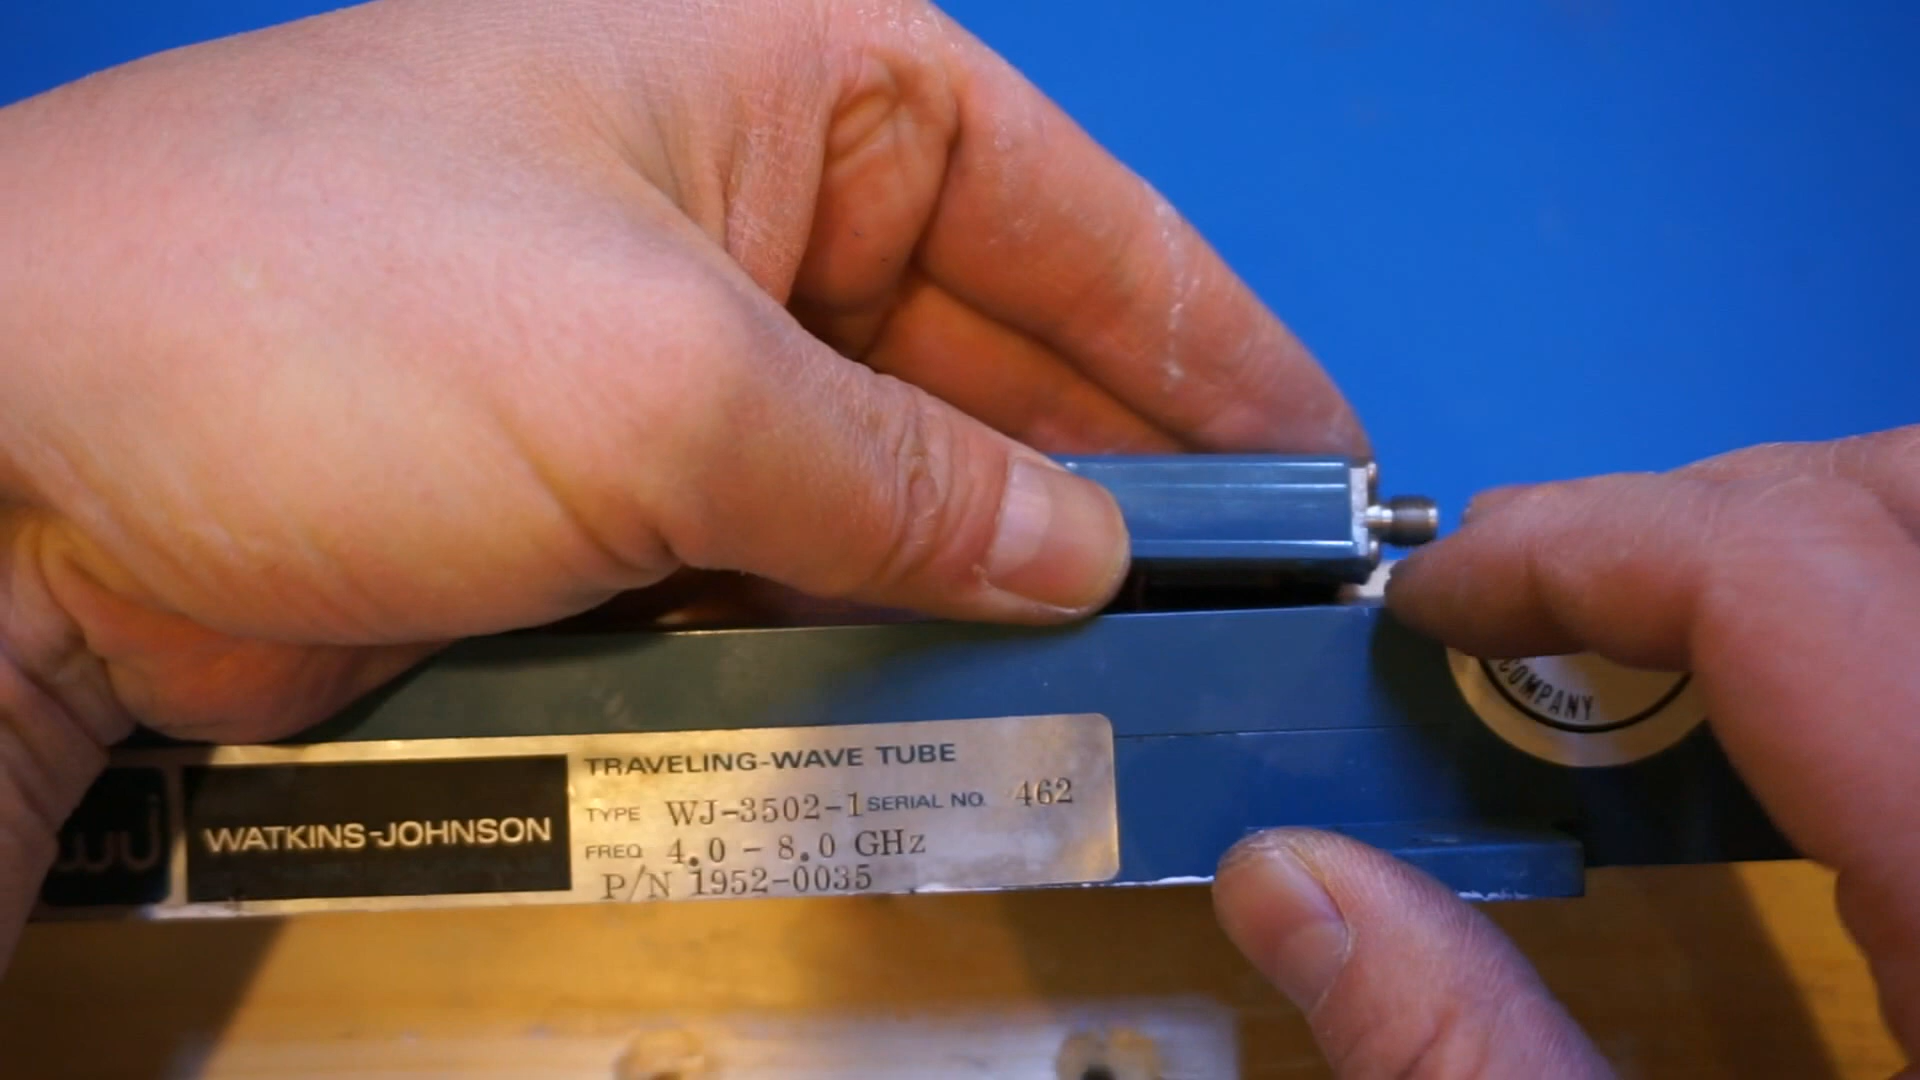 COMPANY
WJ
WATKINS-JOHNSON
TRAVELING-WAVE TUBE
TYPE WJ-3502-1 SERIAL NO. 462
FREQ 4.0 - 8.0 GHz
P/N 1952-0035